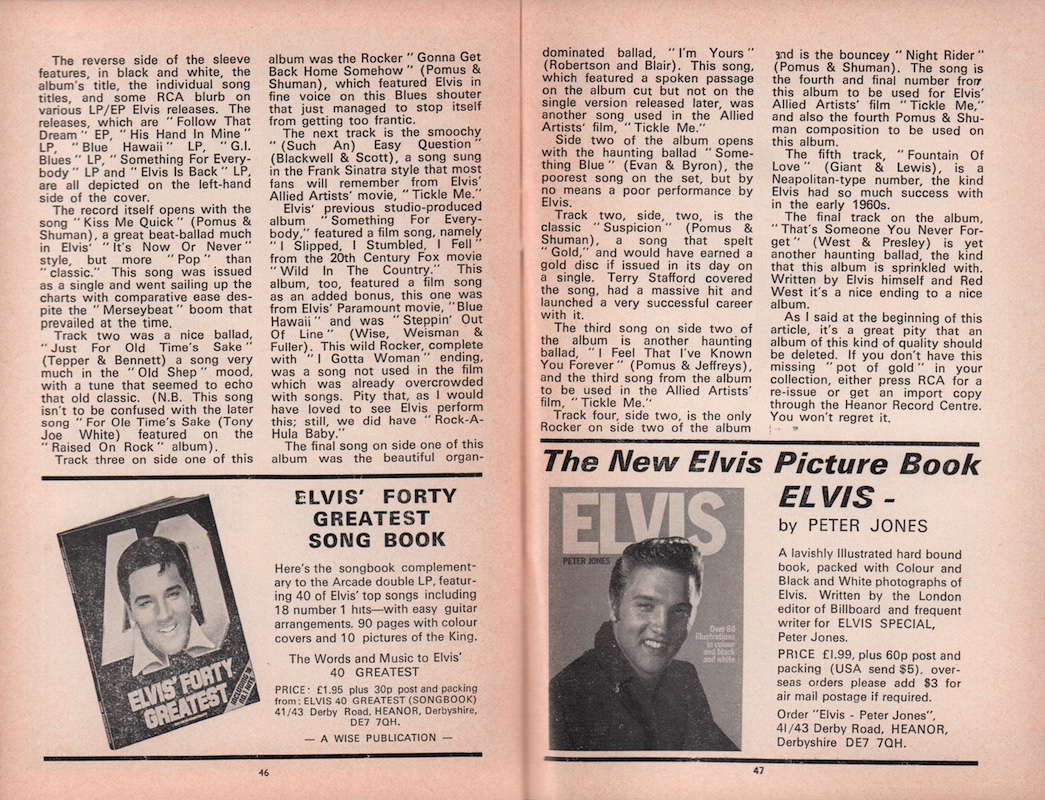 The reverse side of the sleeve
features, in black and white, the
album's title, the individual song
titles, and some RCA blurb on
various LP/EP Elvis releases. The
releases, which are "Follow That
Dream" EP, "His Hand In Mine"
LP, "Blue Hawaii" LP, "G.I.
Blues" LP, "Something For Every-
body" LP and "Elvis Is Back" LP,
are all depicted on the left-hand
side of the cover.
The record itself opens with the
song "Kiss Me Quick" (Pomus &
Shuman), a great beat-ballad much
in Elvis' "It's Now Or Never"
style, but more "Pop" than
"classic." This song was issued
as a single and went sailing up the
charts with comparative ease des-
pite the "Merseybeat" boom that
prevailed at the time.
Track two was a nice ballad,
"Just For Old Time's Sake"
(Tepper & Bennett) a song very
much in the "Old Shep" mood,
with a tune that seemed to echo
that old classic. (N.B. This song
isn't to be confused with the later
song "For Ole Time's Sake (Tony
Joe White) featured on the
"Raised On Rock" album).
Track three on side one of this
album was the Rocker "Gonna Get
Back Home Somehow" (Pomus &
Shuman), which featured Elvis in
fine voice on this Blues shouter
that just managed to stop itself
from getting too frantic.
The next track is the smoochy
"(Such An) Easy Question"
(Blackwell & Scott), a song sung
in the Frank Sinatra style that most
fans will remember from Elvis'
Allied Artists' movie, "Tickle Me."
Elvis' previous studio-produced
album "Something For Every-
body," featured a film song, namely
"I Slipped, I Stumbled, I Fell"
from the 20th Century Fox movie
"Wild In The Country." This
album, too, featured a film song
as an added bonus, this one was
from Elvis' Paramount movie, "Blue
Hawaii" and was "Steppin' Out
Of Line" (Wise, Weisman &
Fuller). This wild Rocker, complete
with "I Gotta Woman" ending,
was a song not used in the film
which was already overcrowded
with songs. Pity that, as I would
have loved to see Elvis perform
this; still, we did have "Rock-A-
Hula Baby."
The final song on side one of this
album was the beautiful organ-
ELVIS' FORTY
GREATEST
SONG BOOK
ELVIS' FORTY
GREATEST
Here's the songbook complement-
ary to the Arcade double LP, featur-
ing 40 of Elvis' top songs including
18 number 1 hits—with easy guitar
arrangements. 90 pages with colour
covers and 10 pictures of the King.
The Words and Music to Elvis'
40 GREATEST
PRICE: £1.95 plus 30p post and packing
from: ELVIS 40 GREATEST (SONGBOOK)
41/43 Derby Road, HEANOR, Derbyshire,
DE7 7QH.
— A WISE PUBLICATION —
46
dominated ballad, "I'm Yours"
(Robertson and Blair). This song,
which featured a spoken passage
on the album cut but not on the
single version released later, was
another song used in the Allied
Artists' film, "Tickle Me."
Side two of the album opens
with the haunting ballad "Some-
thing Blue" (Evan & Byron), the
poorest song on the set, but by
no means a poor performance by
Elvis.
Track two, side, two, is the
classic "Suspicion" (Pomus &
Shuman), a song that spelt
"Gold," and would have earned a
gold disc if issued in its day on
a single. Terry Stafford covered
the song, had a massive hit and
launched a very successful career
with it.
The third song on side two of
the album is another haunting
ballad, "I Feel That I've Known
You Forever" (Pomus & Jeffreys),
and the third song from the album
to be used in the Allied Artists'
film, "Tickle Me."
Track four, side two, is the only
Rocker on side two of the album
and is the bouncey "Night Rider"
(Pomus & Shuman). The song is
the fourth and final number from
this album to be used for Elvis'
Allied Artists' film "Tickle Me,"
and also the fourth Pomus & Shu-
man composition to be used on
this album.
The fifth track, "Fountain Of
Love" (Giant & Lewis), is a
Neapolitan-type number, the kind
Elvis had so much success with
in the early 1960s.
The final track on the album,
"That's Someone You Never For-
get" (West & Presley) is yet
another haunting ballad, the kind
that this album is sprinkled with.
Written by Elvis himself and Red
West it's a nice ending to a nice
album.
As I said at the beginning of this
article, it's a great pity that an
album of this kind of quality should
be deleted. If you don't have this
missing "pot of gold" in your
collection, either press RCA for a
re-issue or get an import copy
through the Heanor Record Centre.
You won't regret it.
The New Elvis Picture Book
ELVIS -
by PETER JONES
ELVIS
PETER JONES
Over 80
illustrations
in colour
and black
and white
A lavishly Illustrated hard bound
book, packed with Colour and
Black and White photographs of
Elvis. Written by the London
editor of Billboard and frequent
writer for ELVIS SPECIAL,
Peter Jones.
PRICE £1.99, plus 60p post and
packing (USA send $5), over-
seas orders please add $3 for
air mail postage if required.
Order "Elvis - Peter Jones",
41/43 Derby Road, HEANOR,
Derbyshire DE7 7QH.
47